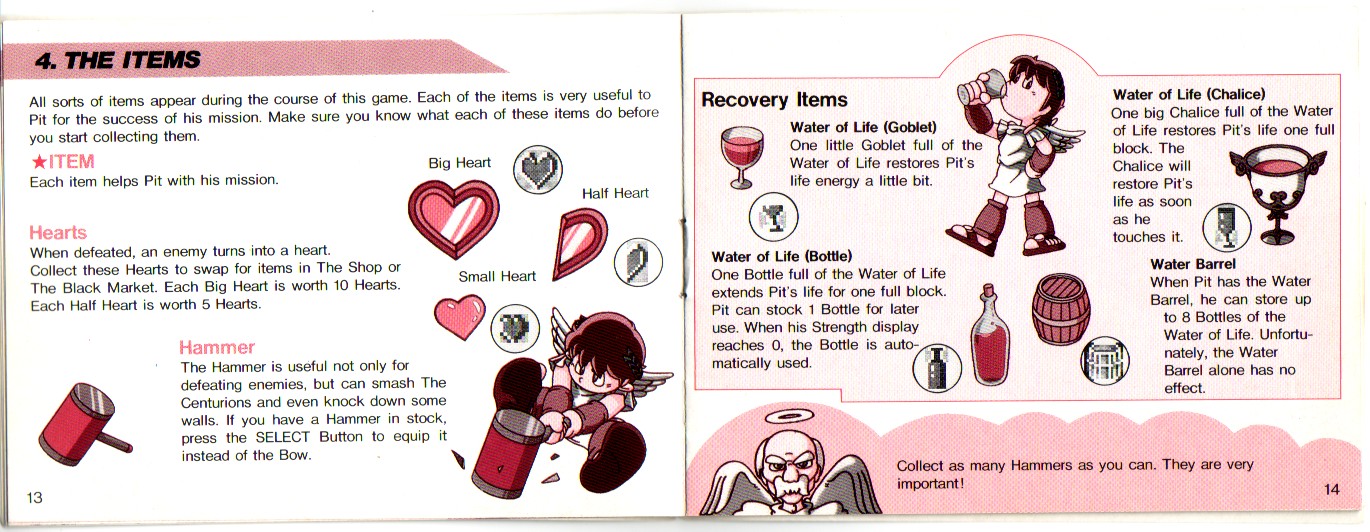 4. THE ITEMS
All sorts of items appear during the course of this game. Each of the items is very useful to
Pit for the success of his mission. Make sure you know what each of these items do before
you start collecting them.
★ITEM
Each item helps Pit with his mission.
Hearts
When defeated, an enemy turns into a heart.
Collect these Hearts to swap for items in The Shop or
The Black Market. Each Big Heart is worth 10 Hearts.
Each Half Heart is worth 5 Hearts.
Big Heart
Half Heart
Small Heart
Hammer
The Hammer is useful not only for
defeating enemies, but can smash The
Centurions and even knock down some
walls. If you have a Hammer in stock,
press the SELECT Button to equip it
instead of the Bow.
13
Recovery Items
Water of Life (Goblet)
One little Goblet full of the
Water of Life restores Pit's
life energy a little bit.
Water of Life (Chalice)
One big Chalice full of the Water
of Life restores Pit's life one full
block. The
Chalice will
restore Pit's
life as soon
as he
touches it.
Water of Life (Bottle)
One Bottle full of the Water of Life
extends Pit's life for one full block.
Pit can stock 1 Bottle for later
use. When his Strength display
reaches 0, the Bottle is auto-
matically used.
Water Barrel
When Pit has the Water
Barrel, he can store up
to 8 Bottles of the
Water of Life. Unfortu-
nately, the Water
Barrel alone has no
effect.
Collect as many Hammers as you can. They are very
important!
14